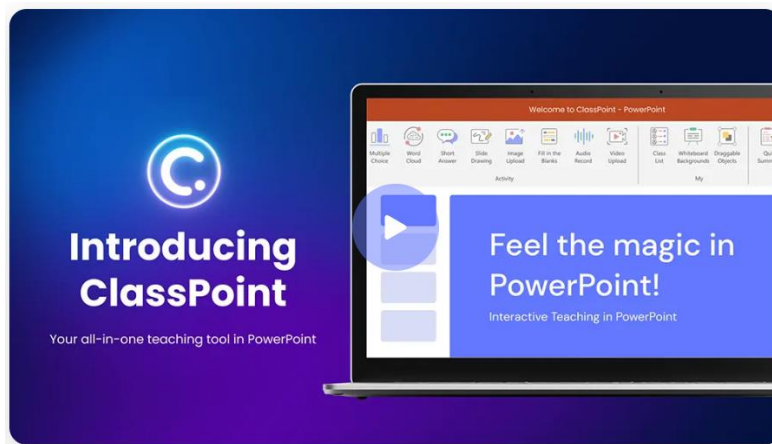 C.
Introducing
ClassPoint
Your all-in-one teaching tool in PowerPoint
Welcome to ClassPoint - PowerPoint
Multiple Choice
Word Cloud
Short Answer
Slide Drawing
Image Upload
Fill in the Blanks
Audio Record
Video Upload
Class List
Whiteboard Backgrounds
Draggable Objects
Activity
My
Feel the magic in
PowerPoint!
Interactive Teaching in PowerPoint